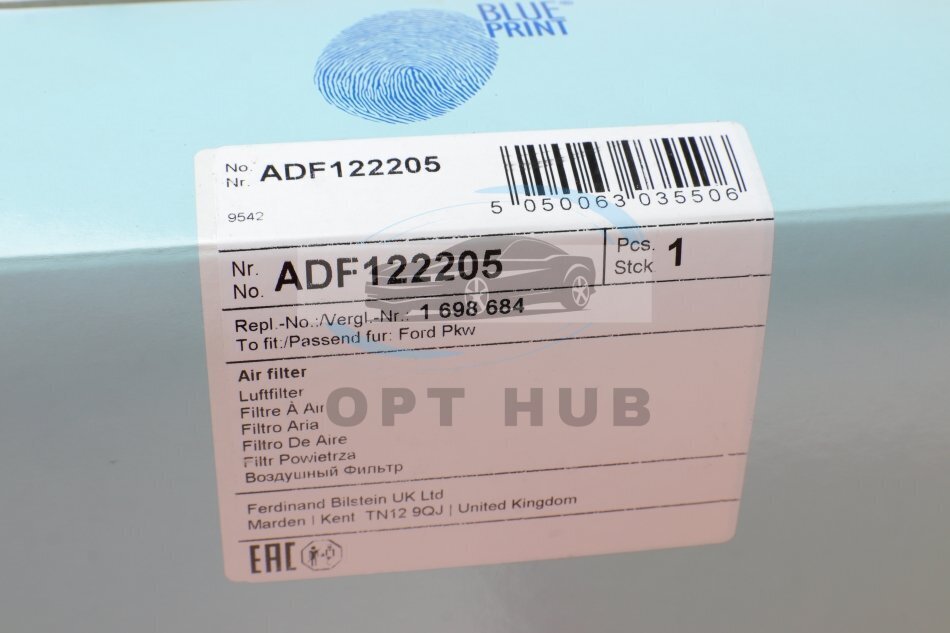 BLUE
PRINT
No. Nr. ADF122205
5 050063 035506
9542
Nr. No. ADF122205
Pcs. Stck 1
Repl.-No.:/Vergl.-Nr.: 1 698 684
To fit:/Passend fur: Ford Pkw
Air filter
Luftfilter
Filtre À Air
Filtro Aria
Filtro De Aire
Filtr Powietrza
Воздушный Фильтр
OPT HUB
Ferdinand Bilstein UK Ltd
Marden | Kent TN12 9QJ | United Kingdom
EAC